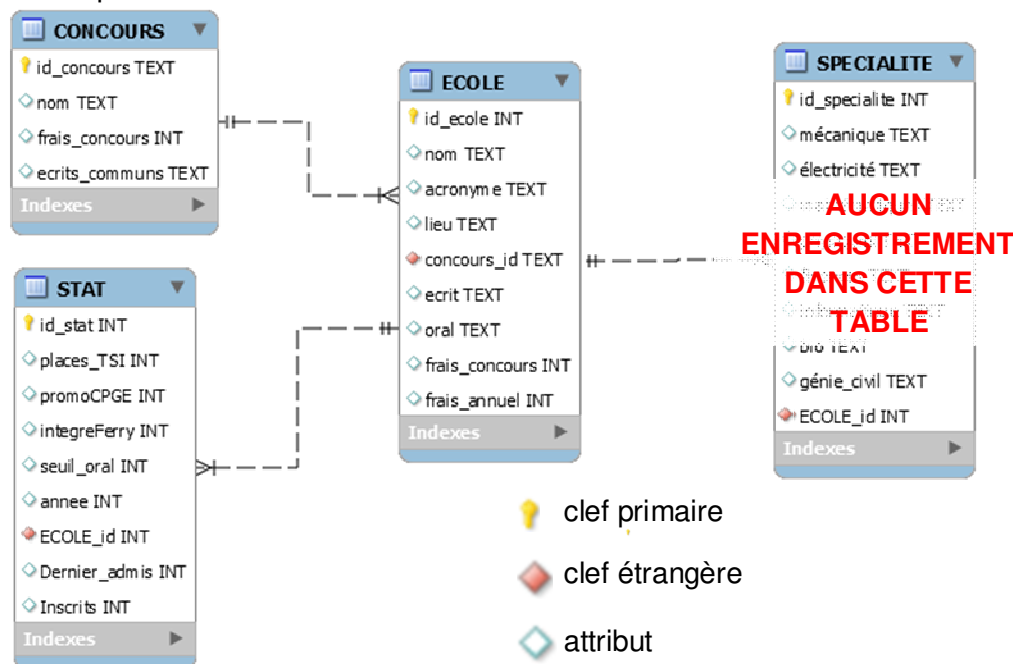 CONCOURS
id_concours TEXT
nom TEXT
frais_concours INT
ecrits_communs TEXT
Indexes
STAT
id_stat INT
places_TSI INT
promoCPGE INT
integreFerry INT
seuil_oral INT
annee INT
ECOLE_id INT
Dernier_admis INT
Inscrits INT
Indexes
ECOLE
id_ecole INT
nom TEXT
acronyme TEXT
lieu TEXT
concours_id TEXT
ecrit TEXT
oral TEXT
frais_concours INT
frais_annuel INT
Indexes
SPECIALITE
id_specialite INT
mécanique TEXT
électricité TEXT
AUCUN
ENREGISTREMENT
DANS CETTE
TABLE
bio TEXT
génie_civil TEXT
ECOLE_id INT
Indexes
clef primaire
clef étrangère
attribut